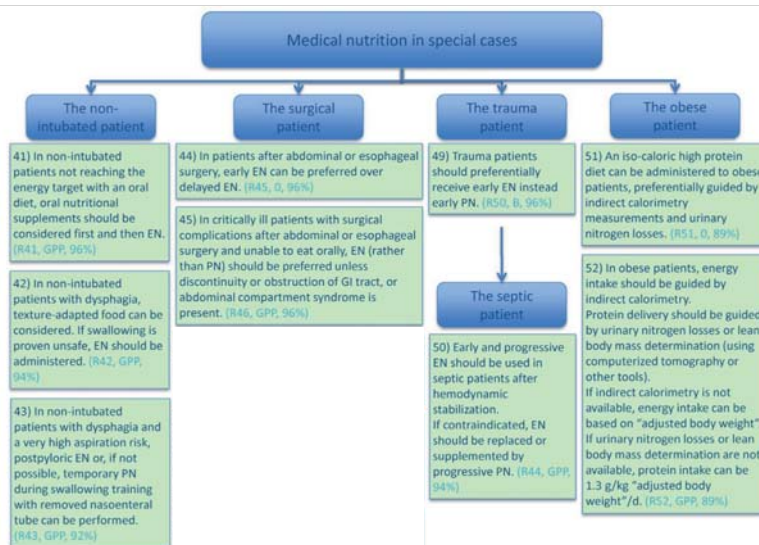 Medical nutrition in special cases
The non-
intubated patient
41) In non-intubated
patients not reaching the
energy target with an oral
diet, oral nutritional
supplements should be
considered first and then EN.
(R41, GPP, 96%)
42) In non-intubated
patients with dysphagia,
texture-adapted food can be
considered. If swallowing is
proven unsafe, EN should be
administered. (R42, GPP,
94%)
43) In non-intubated
patients with dysphagia and
a very high aspiration risk,
postpyloric EN or, if not
possible, temporary PN
during swallowing training
with removed nasoenteral
tube can be performed.
(R43, GPP, 92%)
The surgical
patient
44) In patients after abdominal or esophageal
surgery, early EN can be preferred over
delayed EN. (R45, 0, 96%)
45) In critically ill patients with surgical
complications after abdominal or esophageal
surgery and unable to eat orally, EN (rather
than PN) should be preferred unless
discontinuity or obstruction of GI tract, or
abdominal compartment syndrome is
present. (R46, GPP, 96%)
The trauma
patient
49) Trauma patients
should preferentially
receive early EN instead
early PN. (R50, B, 96%)
The septic
patient
50) Early and progressive
EN should be used in
septic patients after
hemodynamic
stabilization.
If contraindicated, EN
should be replaced or
supplemented by
progressive PN. (R44, GPP,
94%)
The obese
patient
51) An iso-caloric high protein
diet can be administered to obese
patients, preferentially guided by
indirect calorimetry
measurements and urinary
nitrogen losses. (R51, 0, 89%)
52) In obese patients, energy
intake should be guided by
indirect calorimetry.
Protein delivery should be guided
by urinary nitrogen losses or lean
body mass determination (using
computerized tomography or
other tools).
If indirect calorimetry is not
available, energy intake can be
based on "adjusted body weight"
If urinary nitrogen losses or lean
body mass determination are not
available, protein intake can be
1.3 g/kg "adjusted body
weight"/d. (R52, GPP, 89%)